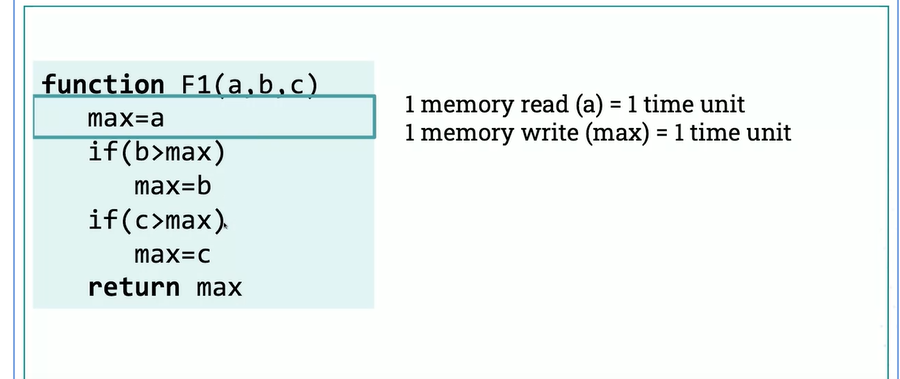 function F1(a,b,c)
max=a
if(b>max)
max=b
if(c>max)
max=c
return max
1 memory read (a) = 1 time unit
1 memory write (max) = 1 time unit